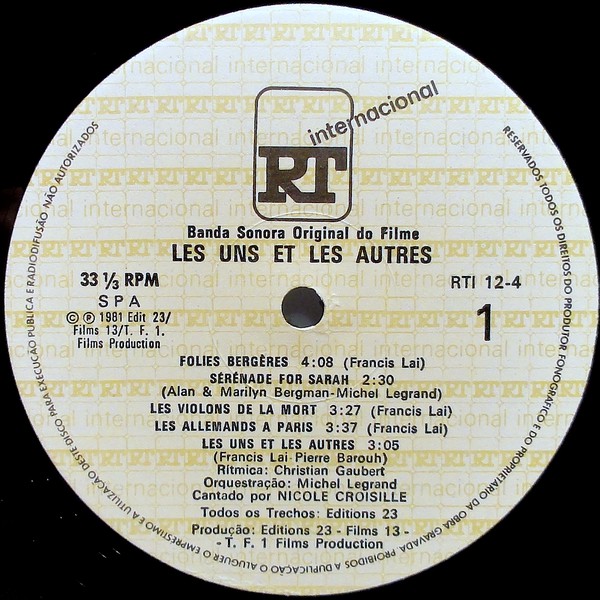 internacional
RT
Banda Sonora Original do Filme
LES UNS ET LES AUTRES
33 1/3 RPM
SPA
© ℗ 1981 Edit 23/
Films 13/T. F. 1.
Films Production
RTI 12-4
1
FOLIES BERGÈRES 4:08 (Francis Lai)
SÉRÉNADE FOR SARAH 2:30
(Alan & Marilyn Bergman-Michel Legrand)
LES VIOLONS DE LA MORT 3:27 (Francis Lai)
LES ALLEMANDS A PARIS 3:37 (Francis Lai)
LES UNS ET LES AUTRES 3:05
(Francis Lai-Pierre Barouh)
Rítmica: Christian Gaubert
Orquestração: Michel Legrand
Cantado por NICOLE CROISILLE
Todos os Trechos: Editions 23
Produção: Editions 23 - Films 13 -
- T. F. 1 Films Production
RESERVADOS TODOS OS DIREITOS DO PRODUTOR FONOGRÁFICO E DO PROPRIETÁRIO DA OBRA GRAVADA PROIBIDOS A DUPLICAÇÃO O ALUGUER O EMPRÉSTIMO E A UTILIZAÇÃO DESTE DISCO PARA EXECUÇÃO PUBLICA E RADIODIFUSÃO NÃO AUTORIZADOS